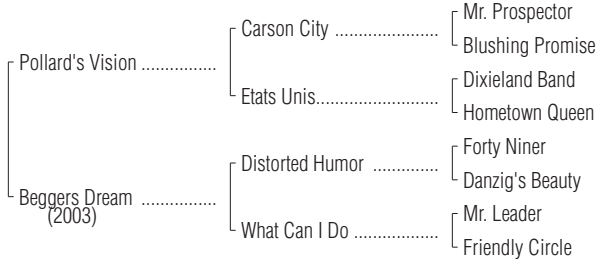 Mr. Prospector
Carson City ....................
Blushing Promise
Pollard's Vision ...............
Dixieland Band
Etats Unis.......................
Hometown Queen
Forty Niner
Distorted Humor ............
Danzig's Beauty
Beggers Dream ...............
(2003)
Mr. Leader
What Can I Do ................
Friendly Circle